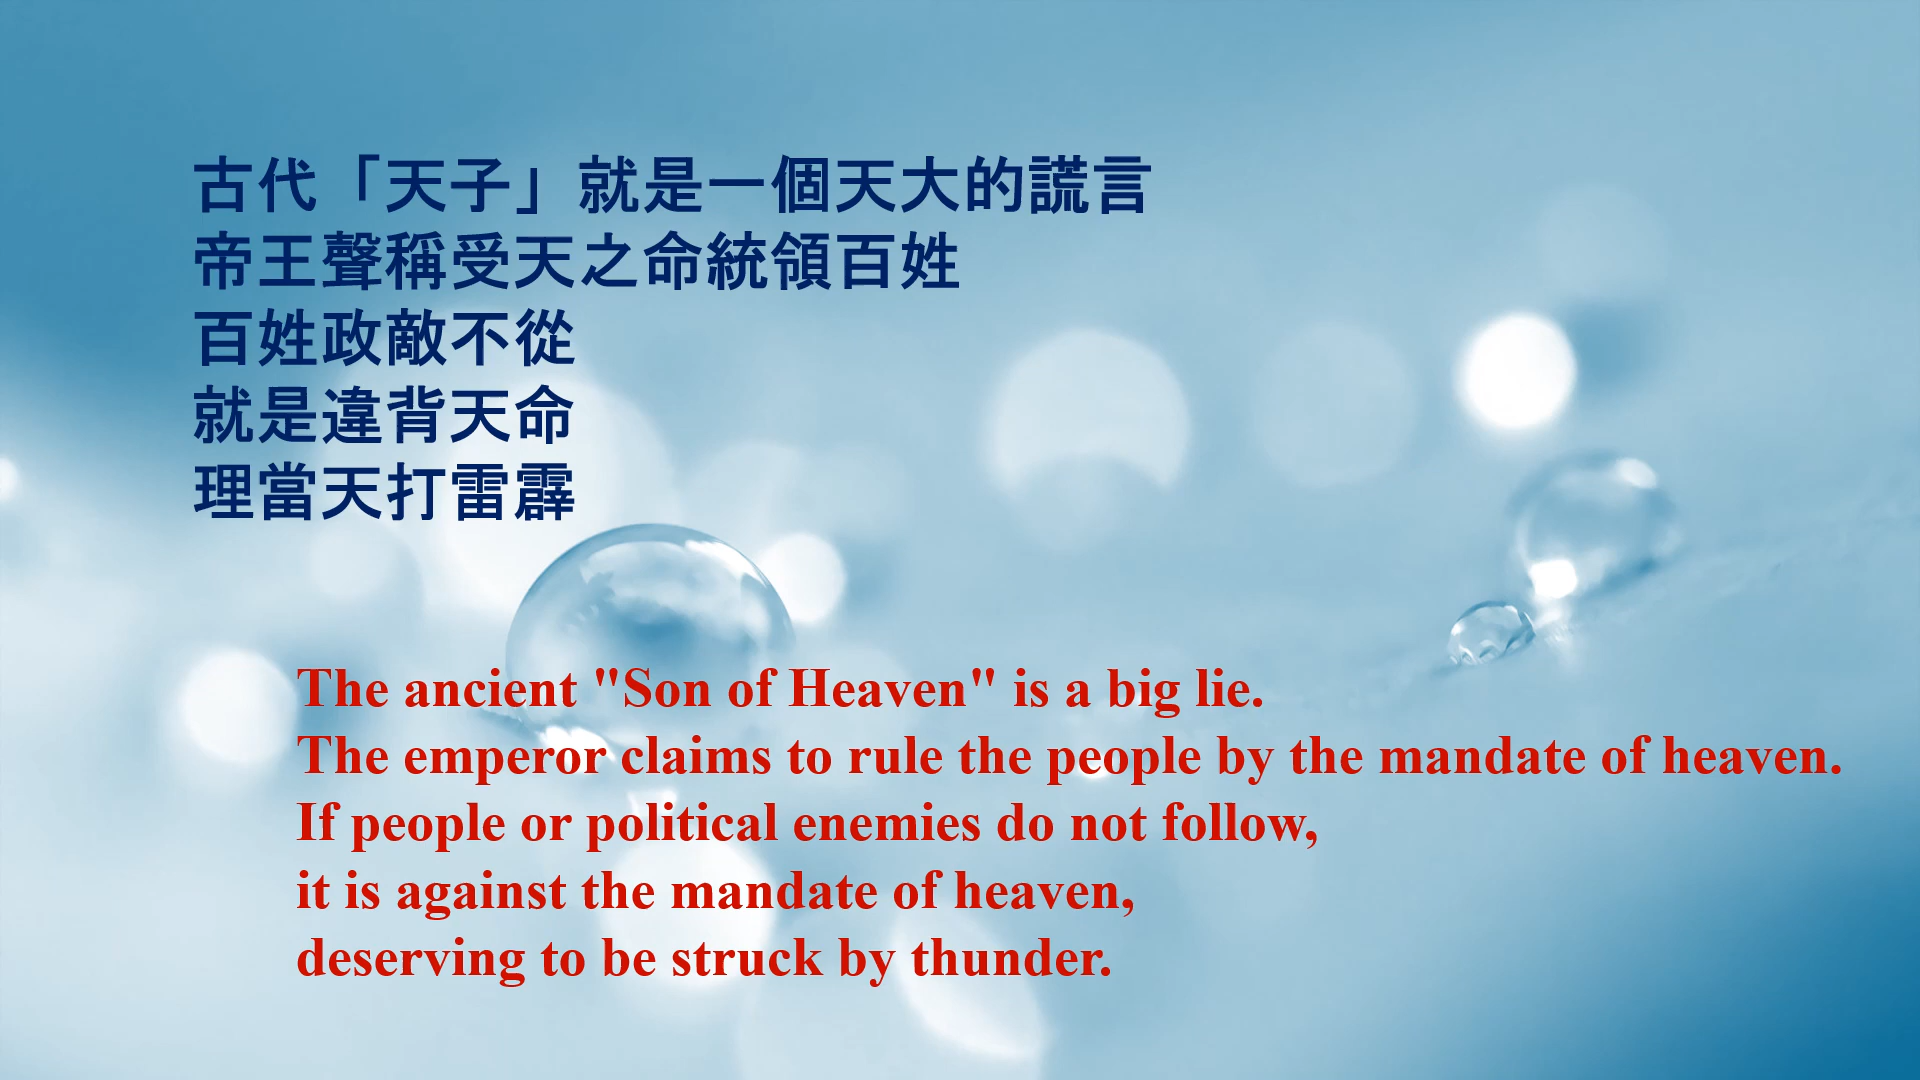 古代「天子」就是一個天大的謊言
帝王聲稱受天之命統領百姓
百姓政敵不從
就是違背天命
理當天打雷霹
The ancient "Son of Heaven" is a big lie.
The emperor claims to rule the people by the mandate of heaven.
If people or political enemies do not follow,
it is against the mandate of heaven,
deserving to be struck by thunder.